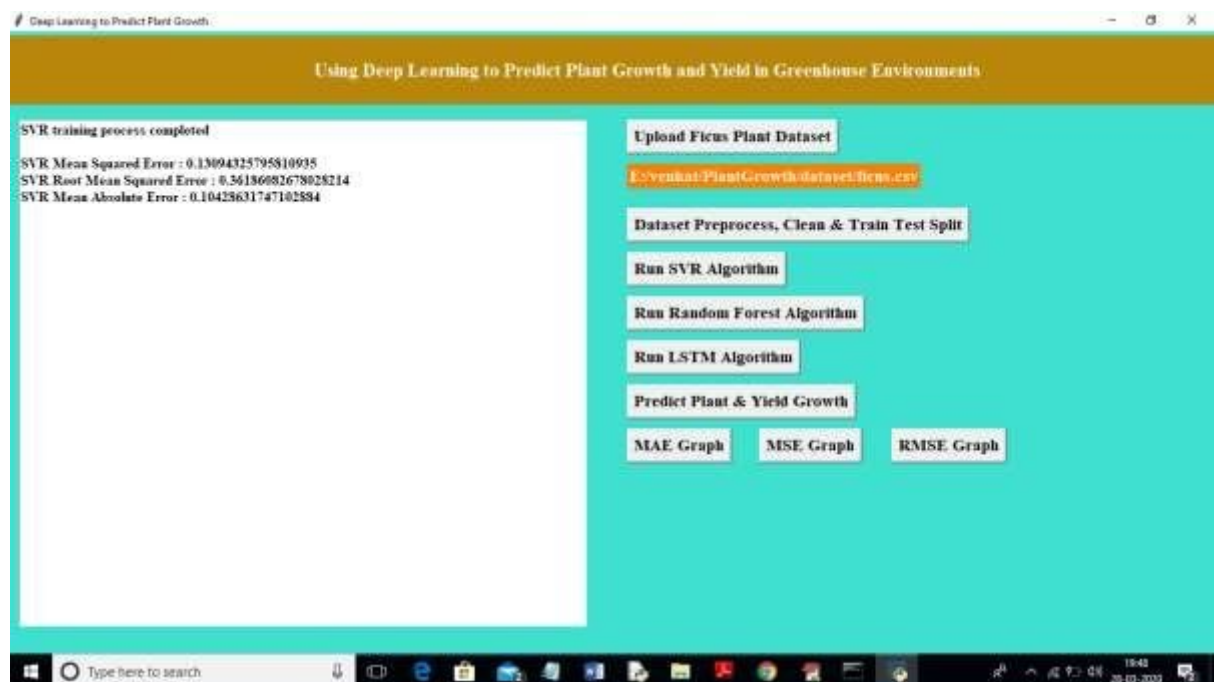 Deep Learning to Predict Plant Growth
Using Deep Learning to Predict Plant Growth and Yield in Greenhouse Environments
SVR training process completed
SVR Mean Squared Error : 0.13094325795810935
SVR Root Mean Squared Error : 0.36186082678028214
SVR Mean Absolute Error : 0.10428631747102884
Upload Ficus Plant Dataset
E:/venkat/PlantGrowth/dataset/ficus.csv
Dataset Preprocess, Clean & Train Test Split
Run SVR Algorithm
Run Random Forest Algorithm
Run LSTM Algorithm
Predict Plant & Yield Growth
MAE Graph MSE Graph RMSE Graph
Type here to search